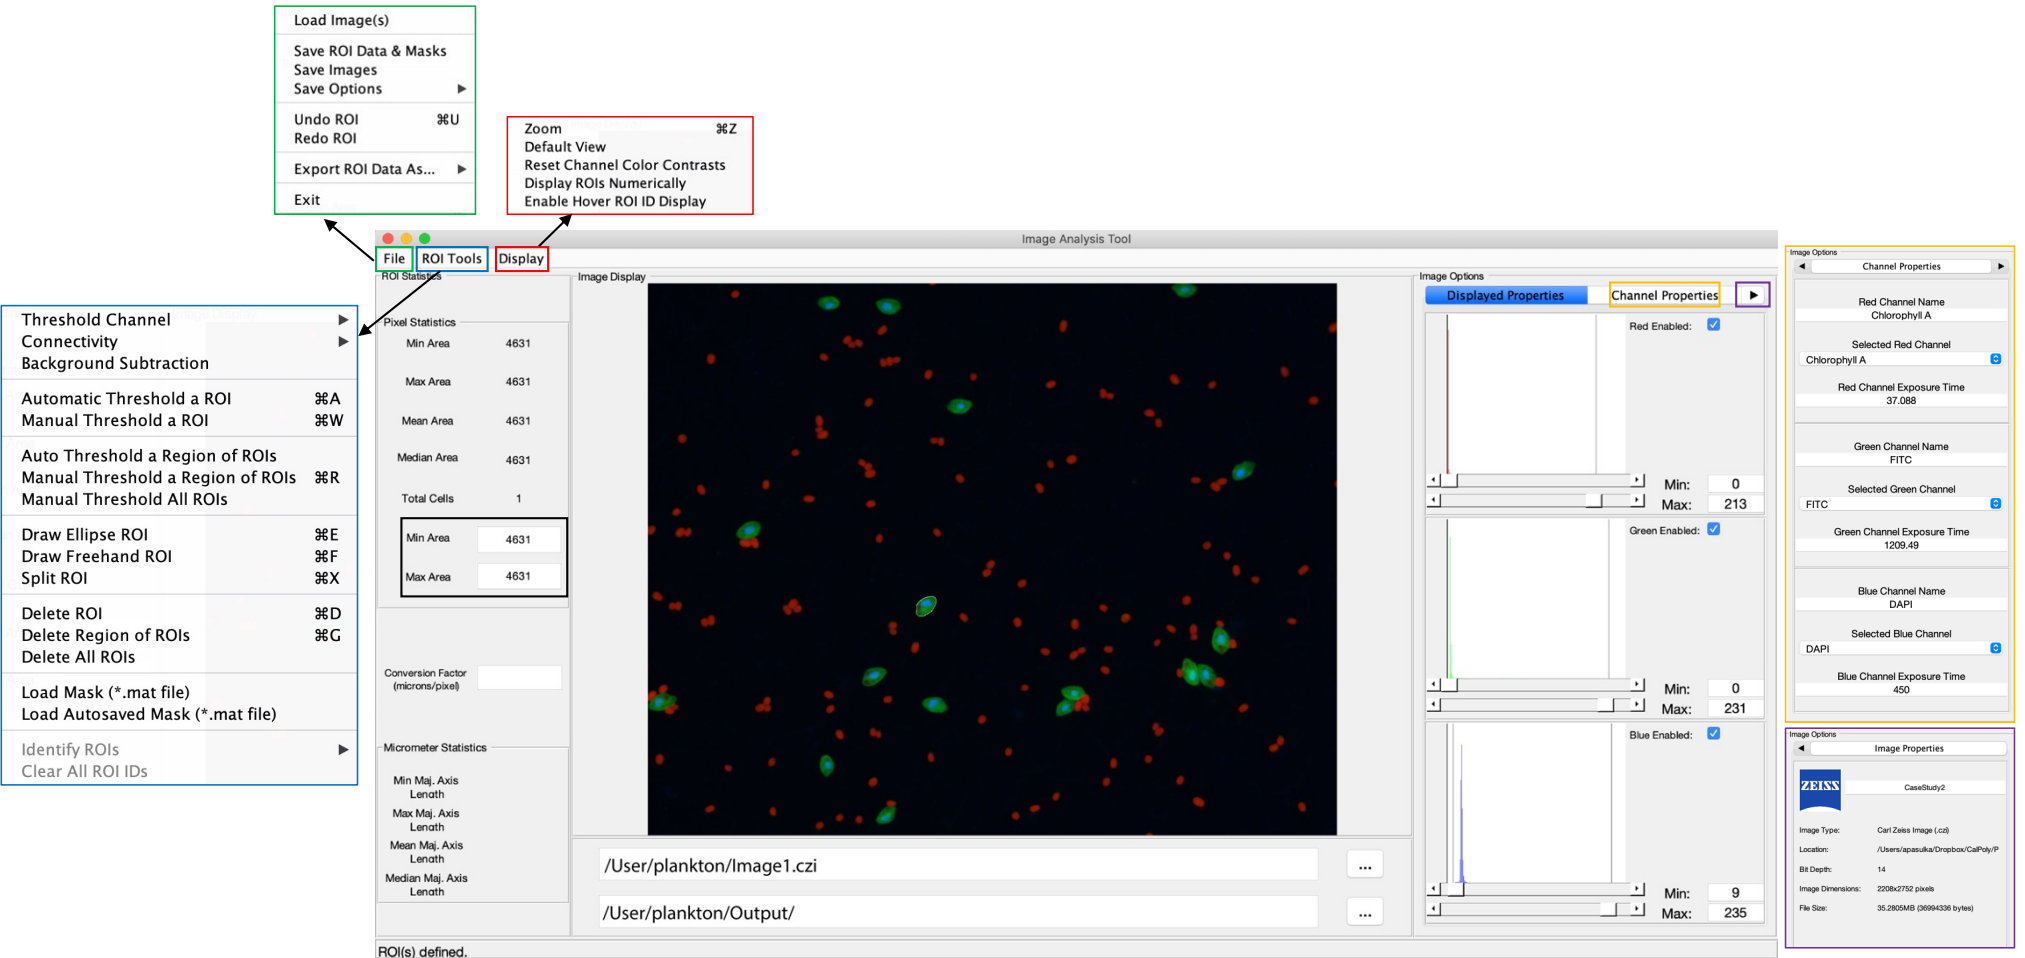 Load Image(s)
Save ROI Data & Masks
Save Images
Save Options ▶
Undo ROI ⌘U
Redo ROI
Export ROI Data As... ▶
Exit
Zoom ⌘Z
Default View
Reset Channel Color Contrasts
Display ROIs Numerically
Enable Hover ROI ID Display
Threshold Channel ▶
Connectivity ▶
Background Subtraction
Automatic Threshold a ROI ⌘A
Manual Threshold a ROI ⌘W
Auto Threshold a Region of ROIs
Manual Threshold a Region of ROIs ⌘R
Manual Threshold All ROIs
Draw Ellipse ROI ⌘E
Draw Freehand ROI ⌘F
Split ROI ⌘X
Delete ROI ⌘D
Delete Region of ROIs ⌘G
Delete All ROIs
Load Mask (*.mat file)
Load Autosaved Mask (*.mat file)
Identify ROIs ▶
Clear All ROI IDs
Image Analysis Tool
File ROI Tools Display
ROI Statistics
Pixel Statistics
Min Area 4631
Max Area 4631
Mean Area 4631
Median Area 4631
Total Cells 1
Min Area 4631
Max Area 4631
Conversion Factor
(microns/pixel)
Micrometer Statistics
Min Maj. Axis
Length
Max Maj. Axis
Length
Mean Maj. Axis
Length
Median Maj. Axis
Length
ROI(s) defined.
Image Display
/User/plankton/Image1.czi ...
/User/plankton/Output/ ...
Image Options
Displayed Properties Channel Properties ▶
Red Enabled:
Min: 0
Max: 213
Green Enabled:
Min: 0
Max: 231
Blue Enabled:
Min: 9
Max: 235
Image Options
◀ Channel Properties ▶
Red Channel Name
Chlorophyll A
Selected Red Channel
Chlorophyll A
Red Channel Exposure Time
37.088
Green Channel Name
FITC
Selected Green Channel
FITC
Green Channel Exposure Time
1209.49
Blue Channel Name
DAPI
Selected Blue Channel
DAPI
Blue Channel Exposure Time
450
Image Options
◀ Image Properties
ZEISS
CaseStudy2
Image Type: Carl Zeiss Image (.czi)
Location: /Users/apasulka/Dropbox/CalPoly/P
Bit Depth: 14
Image Dimensions: 2208x2752 pixels
File Size: 35.2805MB (36994336 bytes)